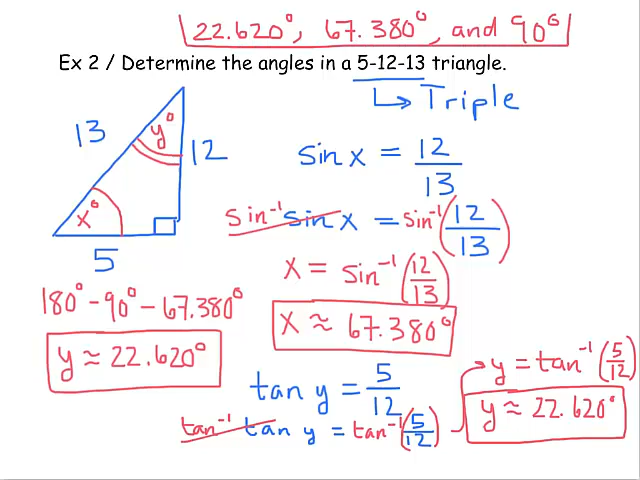 22.620°, 67.380°, and 90°
Ex 2 / Determine the angles in a 5-12-13 triangle.
↳ Triple
13
y°
12
x°
5
sin x = 12/13
sin⁻¹ sin x = sin⁻¹(12/13)
x = sin⁻¹(12/13)
x ≈ 67.380°
180° - 90° - 67.380°
y ≈ 22.620°
tan y = 5/12
tan⁻¹ tan y = tan⁻¹(5/12)
→ y = tan⁻¹(5/12)
y ≈ 22.620°